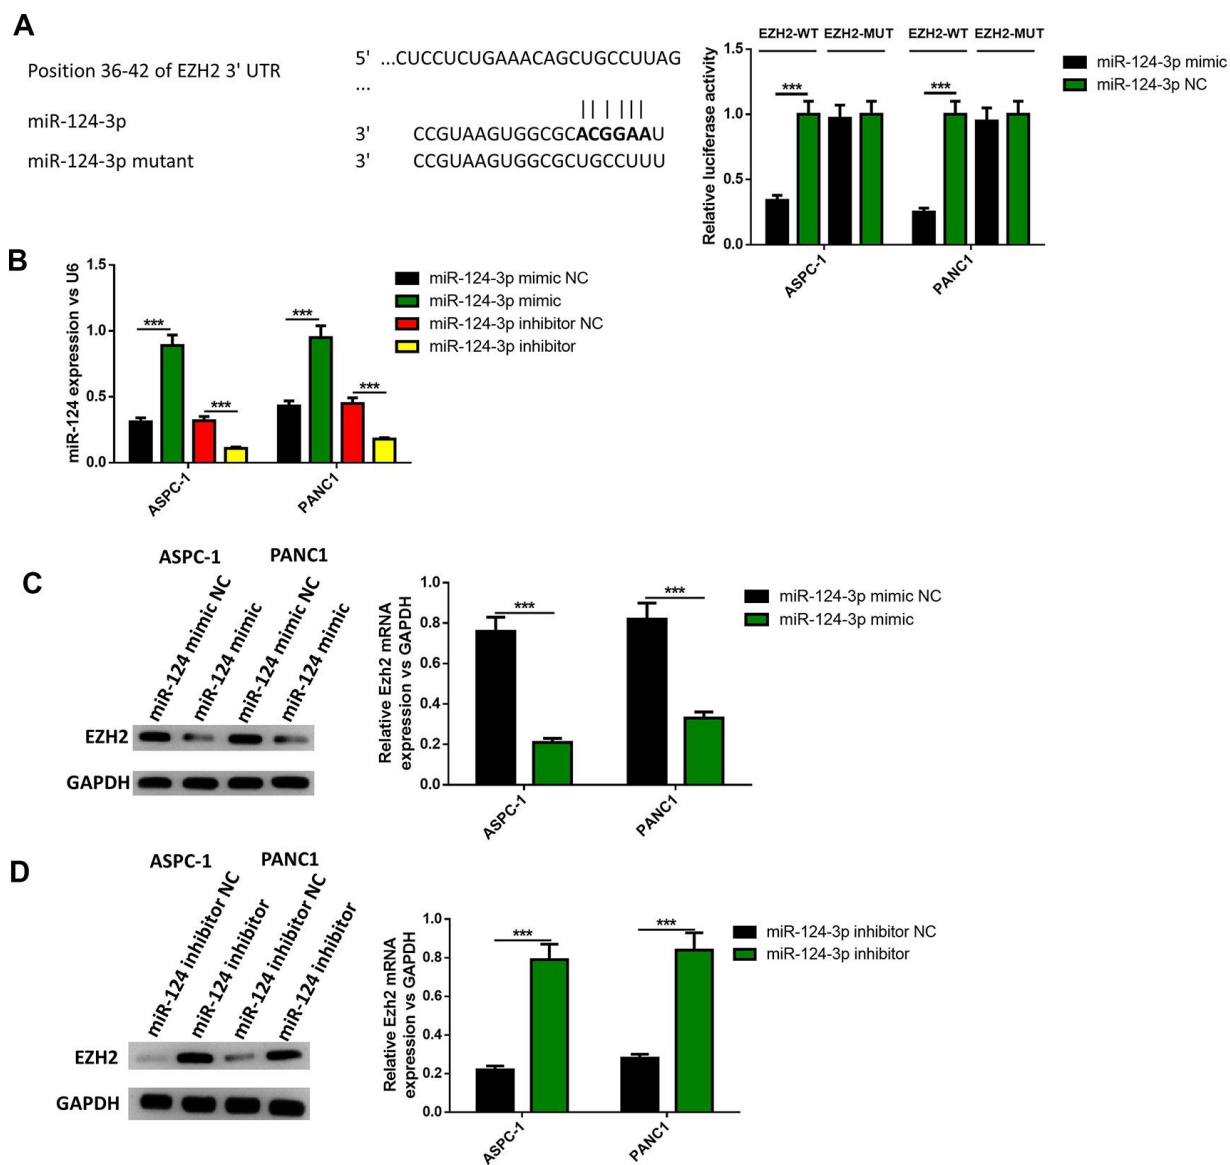 A
Position 36-42 of EZH2 3' UTR
5' ...CUCCUCUGAAACAGCUGCCUUAG
...
miR-124-3p
3' CCGUAAGUGGCGCACGGAAU
miR-124-3p mutant
3' CCGUAAGUGGCGCUGCCUUU
EZH2-WT EZH2-MUT EZH2-WT EZH2-MUT
Relative luciferase activity
1.5
1.0
0.5
0.0
*** ***
ASPC-1 PANC1
miR-124-3p mimic
miR-124-3p NC
B
miR-124 expression vs U6
1.5
1.0
0.5
0.0
*** *** *** ***
ASPC-1 PANC1
miR-124-3p mimic NC
miR-124-3p mimic
miR-124-3p inhibitor NC
miR-124-3p inhibitor
C
ASPC-1 PANC1
miR-124 mimic NC
miR-124 mimic
miR-124 mimic NC
miR-124 mimic
EZH2
GAPDH
Relative Ezh2 mRNA
expression vs GAPDH
1.0
0.8
0.6
0.4
0.2
0.0
*** ***
ASPC-1 PANC1
miR-124-3p mimic NC
miR-124-3p mimic
D
ASPC-1 PANC1
miR-124 inhibitor NC
miR-124 inhibitor
miR-124 inhibitor NC
miR-124 inhibitor
EZH2
GAPDH
Relative Ezh2 mRNA
expression vs GAPDH
1.0
0.8
0.6
0.4
0.2
0.0
*** ***
ASPC-1 PANC1
miR-124-3p inhibitor NC
miR-124-3p inhibitor